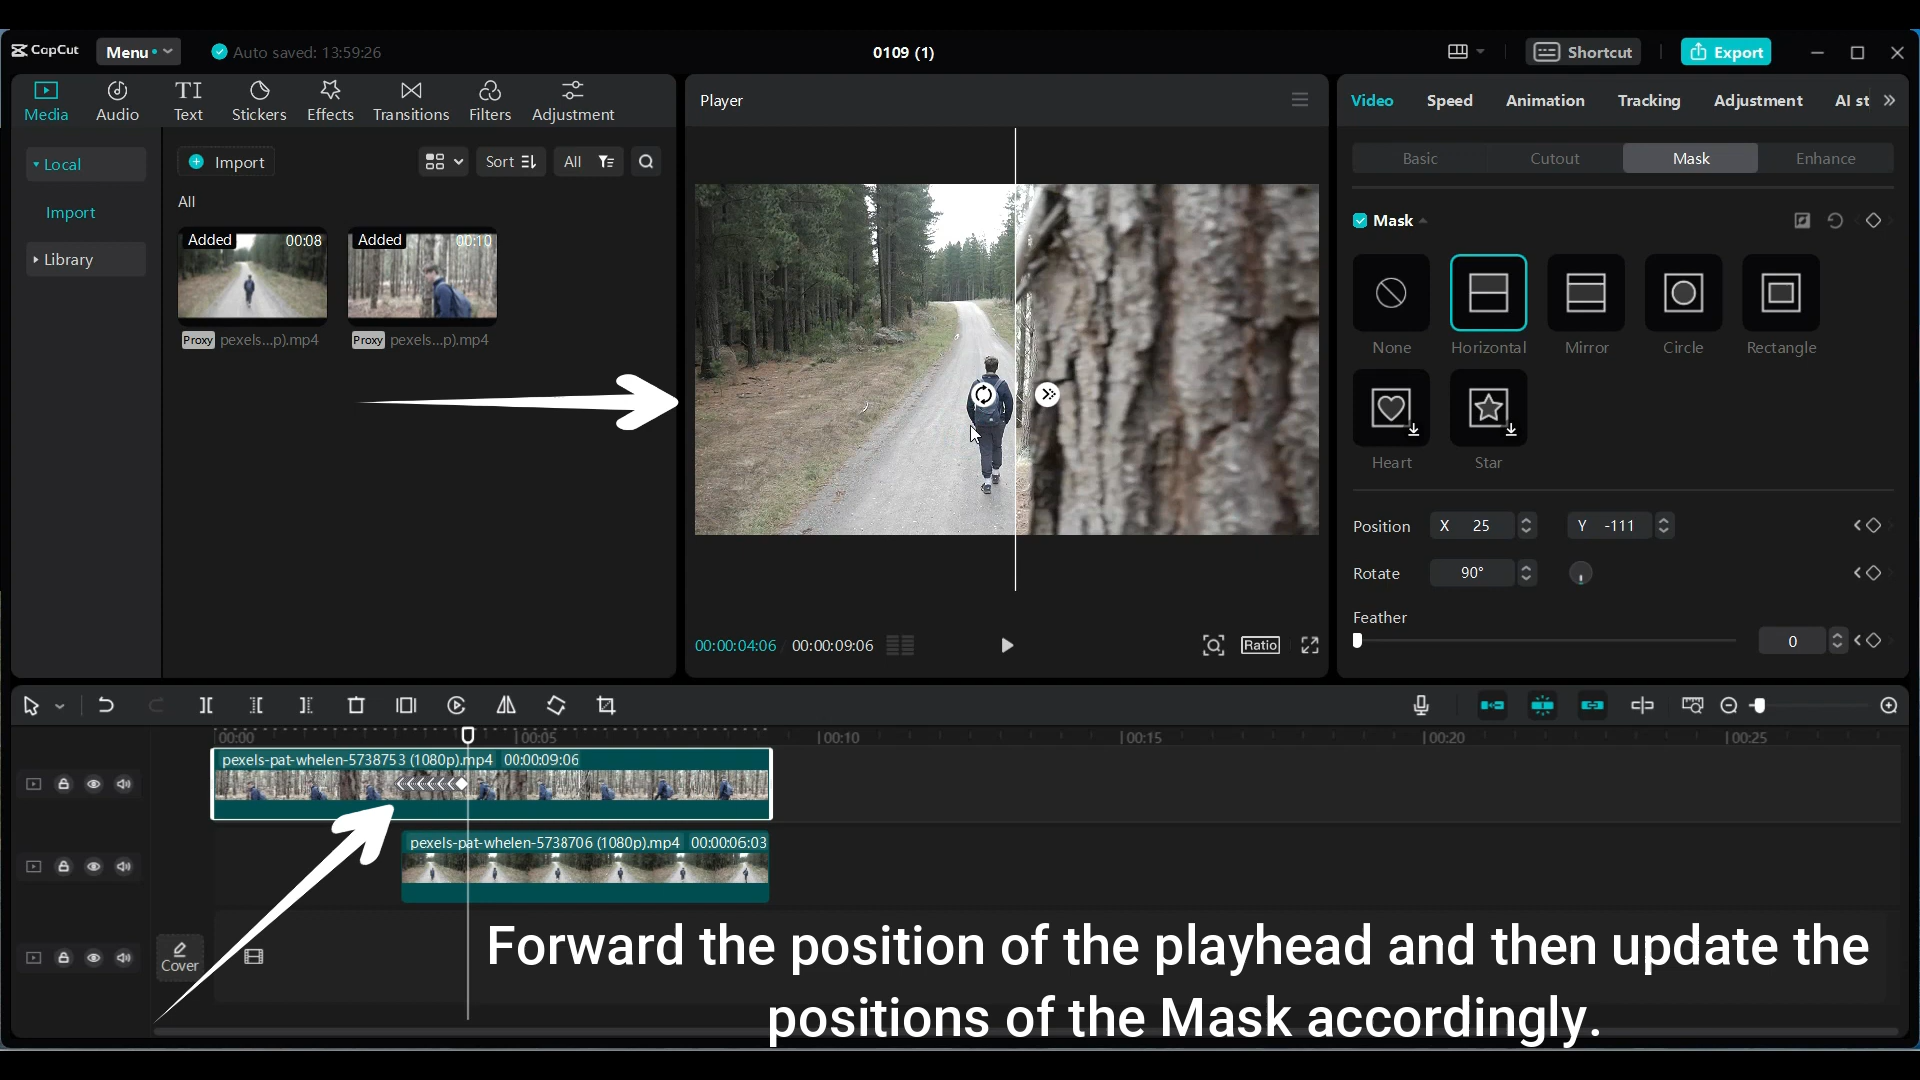 CapCut Menu Auto saved: 13:59:26 0109 (1) Shortcut Export
Media Audio Text Stickers Effects Transitions Filters Adjustment
Player
Video Speed Animation Tracking Adjustment AI st
Local
Import
Library
Import Sort All
All
Added 00:08 Added 00:10
Proxy pexels...p).mp4 Proxy pexels...p).mp4
Basic Cutout Mask Enhance
Mask
None Horizontal Mirror Circle Rectangle
Heart Star
Position X 25 Y -111
Rotate 90°
Feather
0
00:00:04:06 00:00:09:06 Ratio
00:00 00:05 00:10 00:15 00:20 00:25
pexels-pat-whelen-5738753 (1080p).mp4 00:00:09:06
pexels-pat-whelen-5738706 (1080p).mp4 00:00:06:03
Cover
Forward the position of the playhead and then update the
positions of the Mask accordingly.